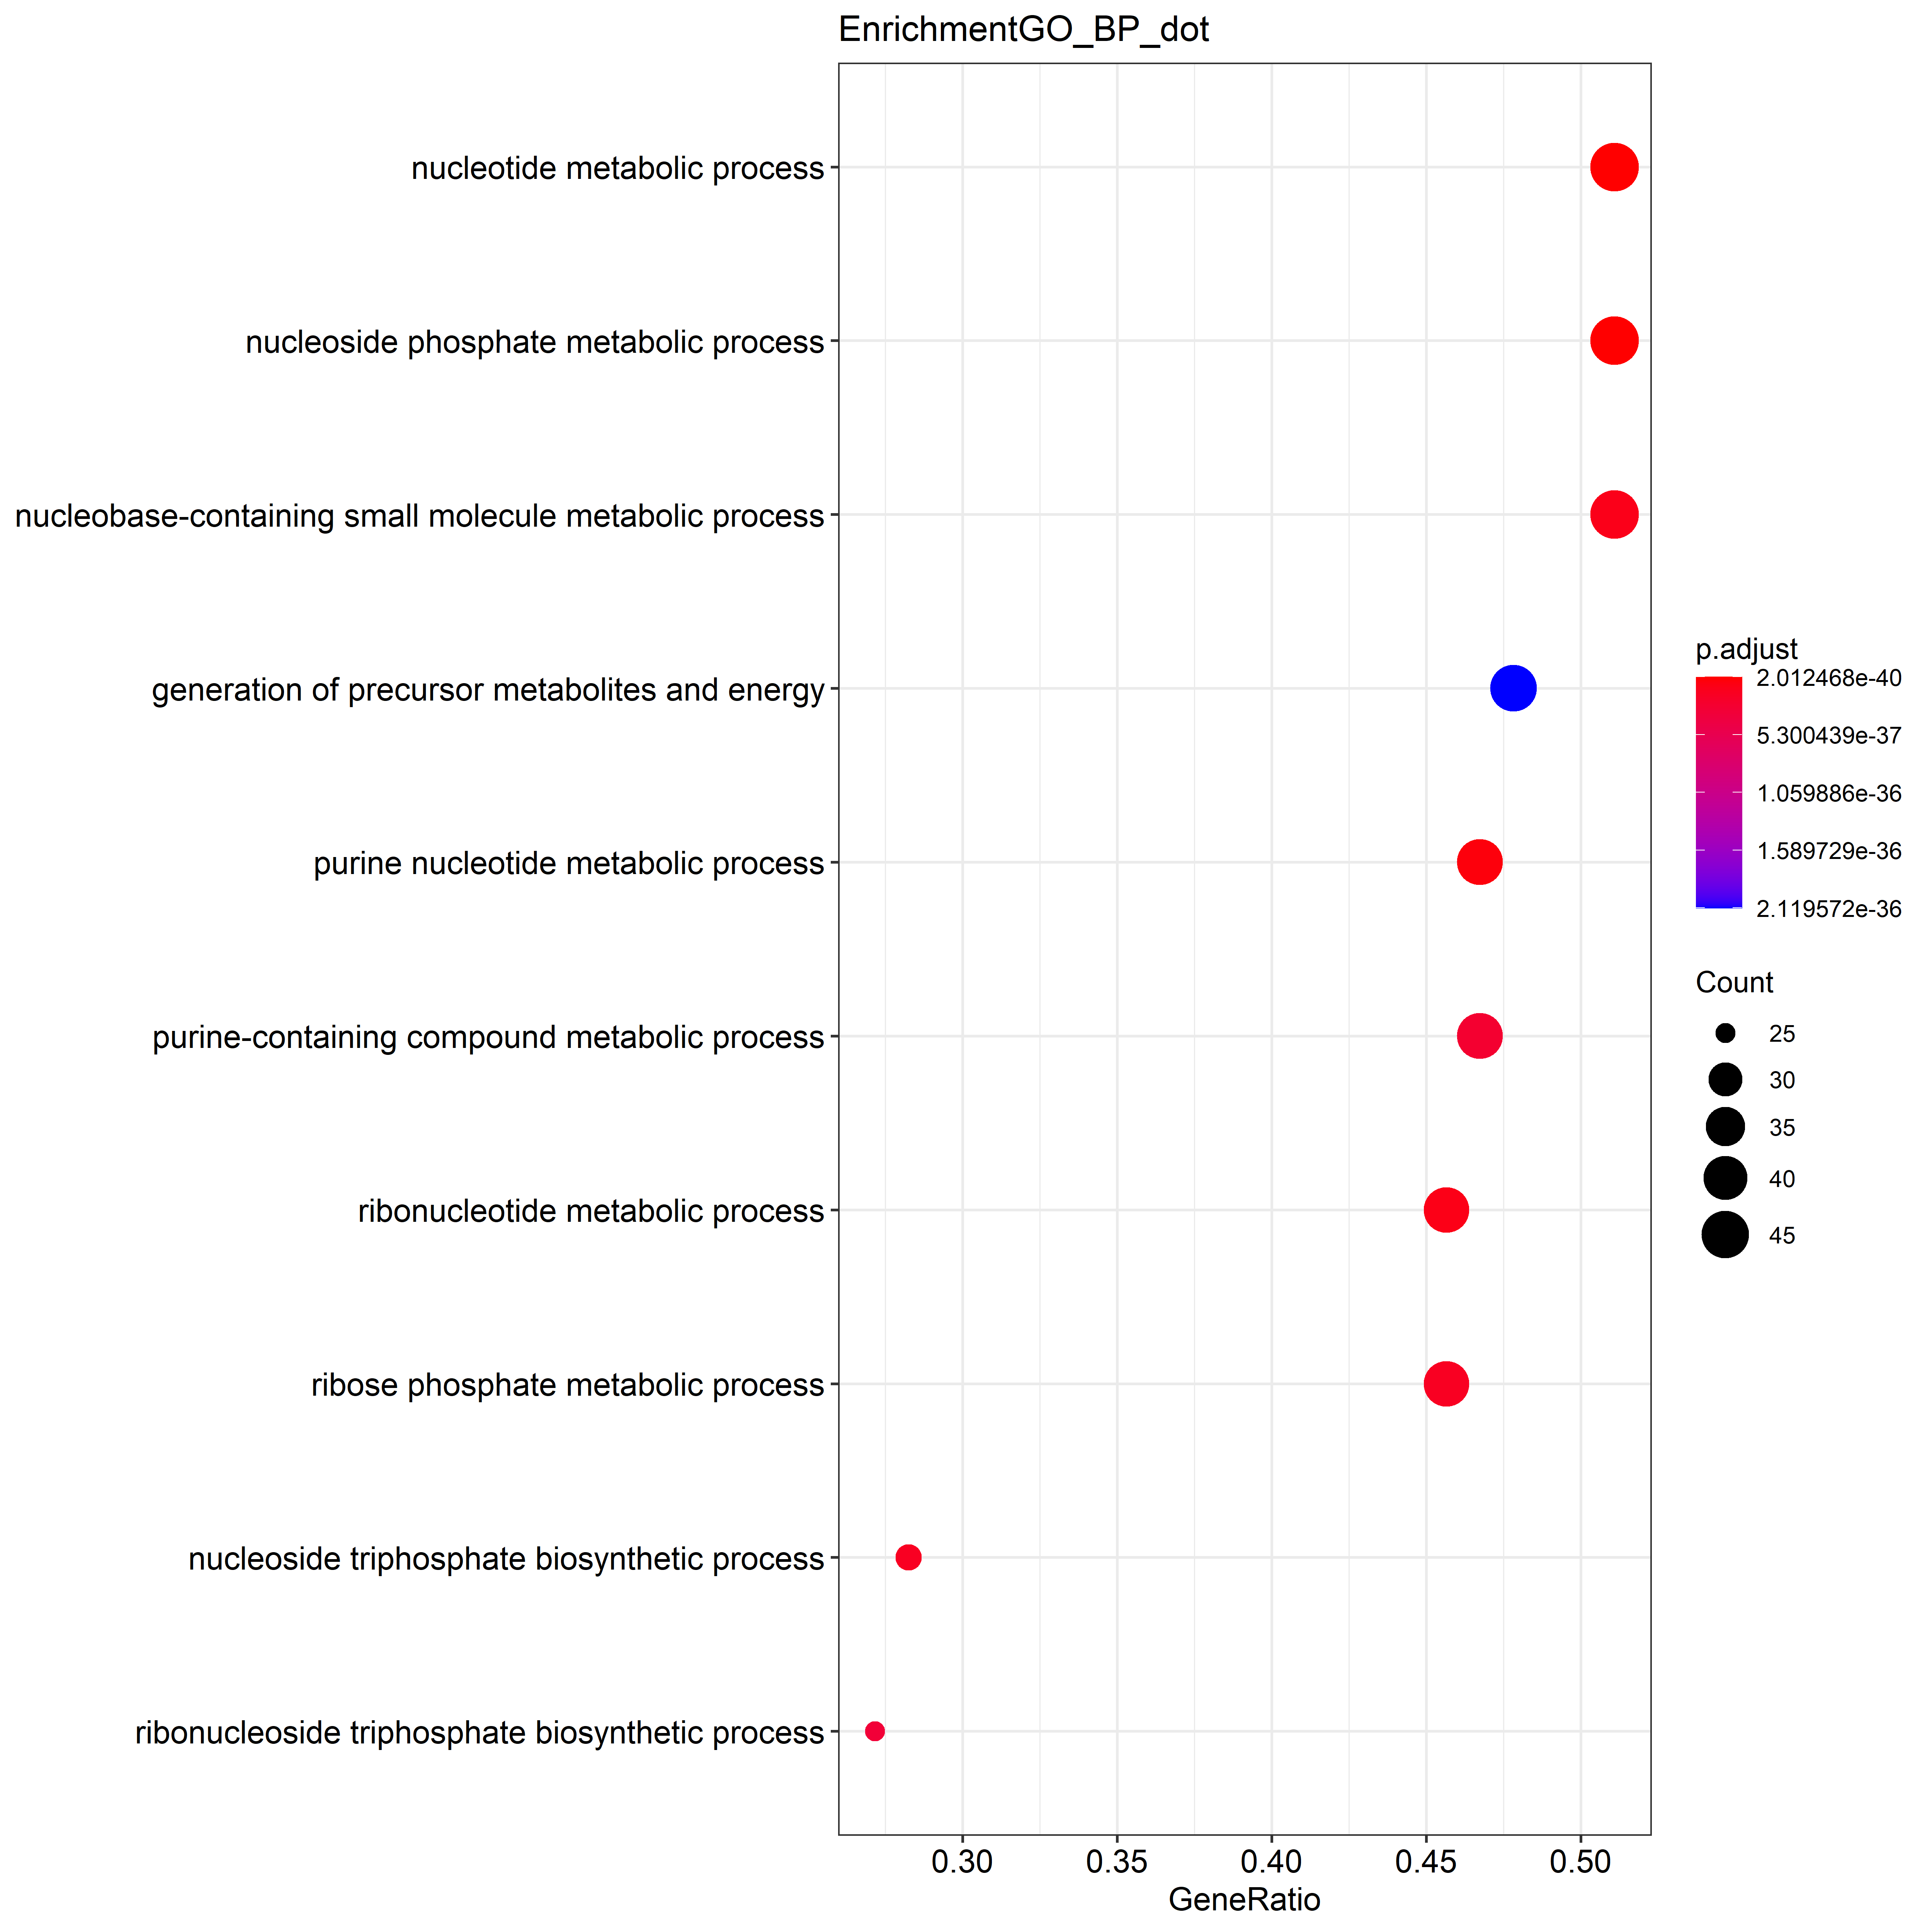 EnrichmentGO_BP_dot
nucleotide metabolic process
nucleoside phosphate metabolic process
nucleobase-containing small molecule metabolic process
generation of precursor metabolites and energy
purine nucleotide metabolic process
purine-containing compound metabolic process
ribonucleotide metabolic process
ribose phosphate metabolic process
nucleoside triphosphate biosynthetic process
ribonucleoside triphosphate biosynthetic process
0.30 0.35 0.40 0.45 0.50
GeneRatio
p.adjust
2.012468e-40
5.300439e-37
1.059886e-36
1.589729e-36
2.119572e-36
Count
25
30
35
40
45